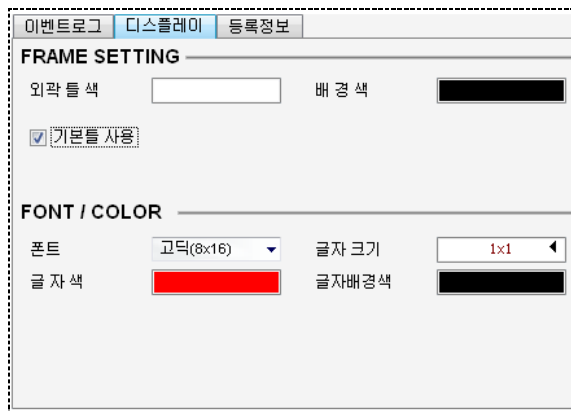 이벤트로그 디스플레이 등록정보
FRAME SETTING
외곽 틀 색 배 경 색
기본틀 사용
FONT / COLOR
폰트 고딕(8x16) 글자 크기 1x1
글 자 색 글자배경색